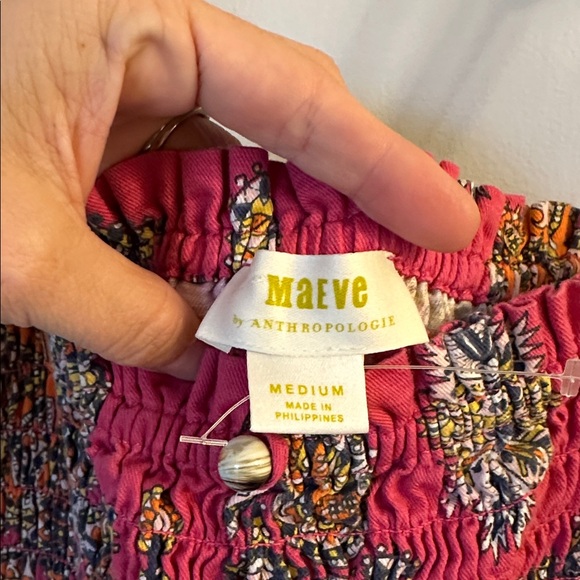 Maeve
by ANTHROPOLOGIE
MEDIUM
MADE IN
PHILIPPINES